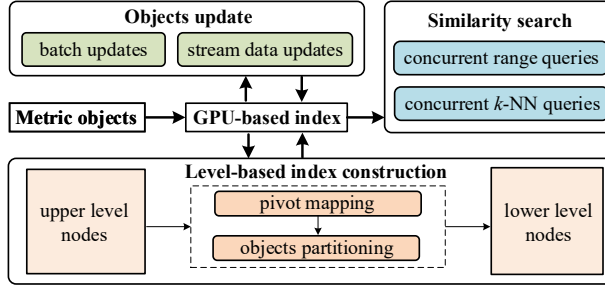 Objects update
batch updates
stream data updates
Similarity search
concurrent range queries
concurrent k-NN queries
Metric objects
GPU-based index
Level-based index construction
upper level
nodes
pivot mapping
objects partitioning
lower level
nodes